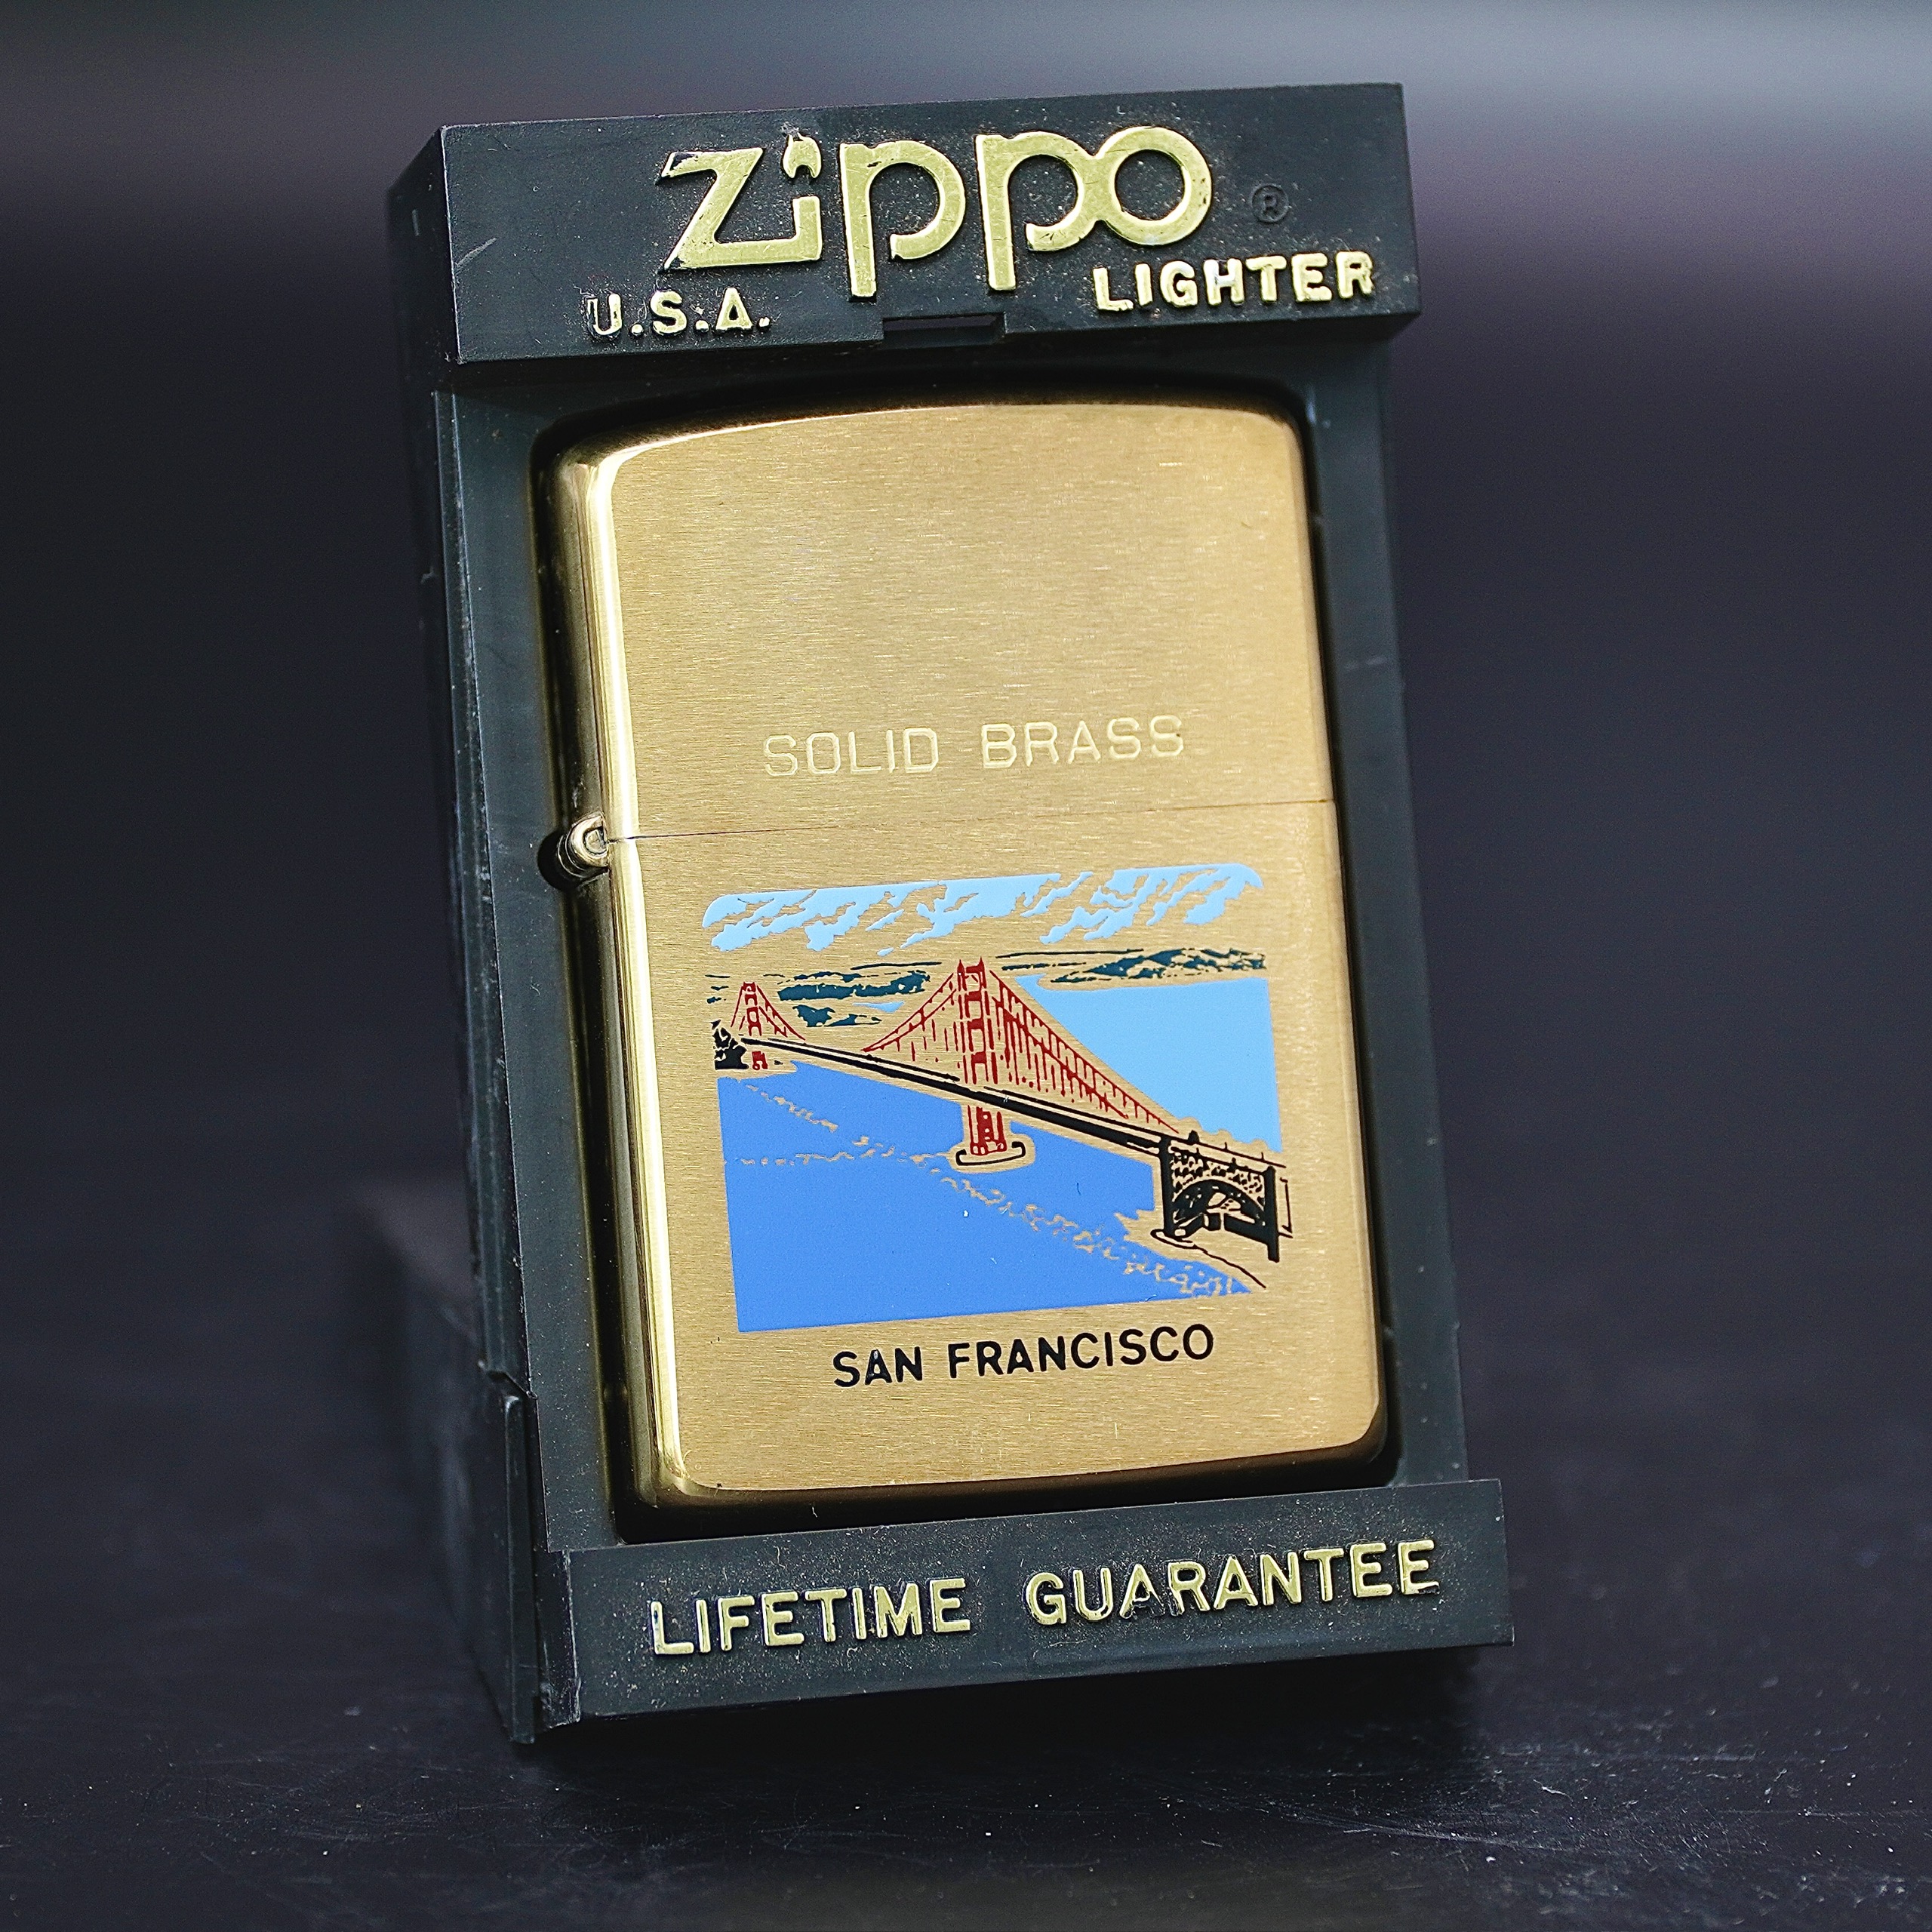 Zippo ®
U.S.A. LIGHTER
SOLID BRASS
SAN FRANCISCO
LIFETIME GUARANTEE